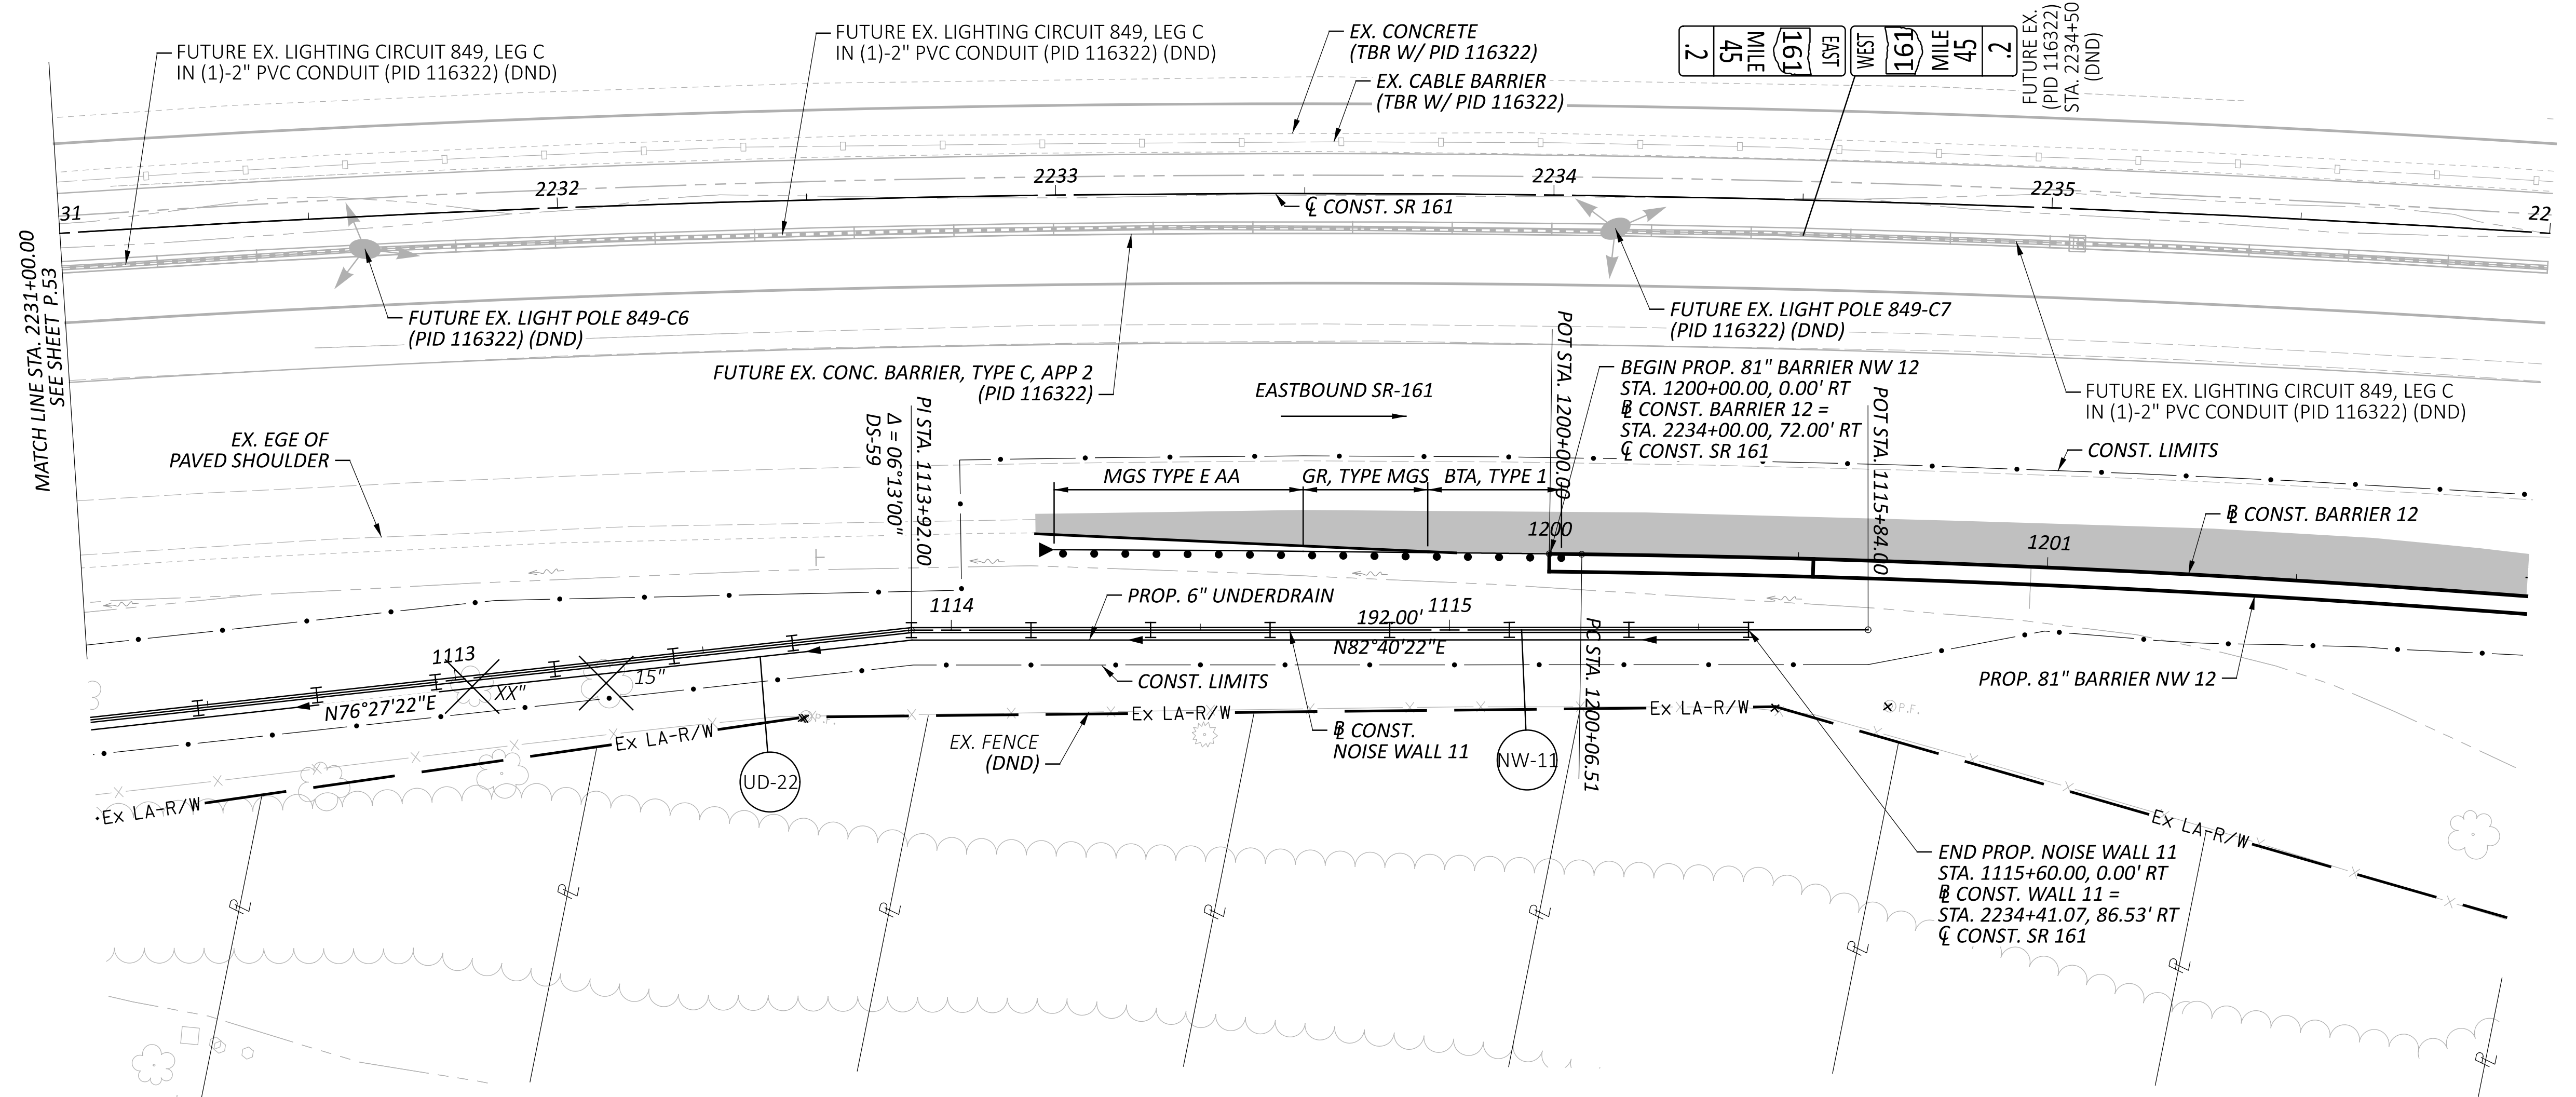 FUTURE EX. LIGHTING CIRCUIT 849, LEG C
IN (1)-2" PVC CONDUIT (PID 116322) (DND)
FUTURE EX. LIGHTING CIRCUIT 849, LEG C
IN (1)-2" PVC CONDUIT (PID 116322) (DND)
EX. CONCRETE
(TBR W/ PID 116322)
EX. CABLE BARRIER
(TBR W/ PID 116322)
EAST
161
MILE
45
.2
WEST
161
MILE
45
.2
FUTURE EX.
(PID 116322)
STA. 2234+50
(DND)
31
2232
2233
2234
2235
22
℄ CONST. SR 161
MATCH LINE STA. 2231+00.00
SEE SHEET P.53
FUTURE EX. LIGHT POLE 849-C6
(PID 116322) (DND)
FUTURE EX. LIGHT POLE 849-C7
(PID 116322) (DND)
FUTURE EX. CONC. BARRIER, TYPE C, APP 2
(PID 116322)
EASTBOUND SR-161
POT STA. 1200+00.00
BEGIN PROP. 81" BARRIER NW 12
STA. 1200+00.00, 0.00' RT
BL CONST. BARRIER 12 =
STA. 2234+00.00, 72.00' RT
℄ CONST. SR 161
POT STA. 1115+84.00
FUTURE EX. LIGHTING CIRCUIT 849, LEG C
IN (1)-2" PVC CONDUIT (PID 116322) (DND)
CONST. LIMITS
EX. EGE OF
PAVED SHOULDER
PI STA. 1113+92.00
Δ = 06°13'00"
DS-59
MGS TYPE E AA
GR, TYPE MGS
BTA, TYPE 1
1200
1201
BL CONST. BARRIER 12
1113
1114
1115
PROP. 6" UNDERDRAIN
192.00'
N82°40'22"E
N76°27'22"E
XX"
15"
CONST. LIMITS
PC STA. 1200+06.51
PROP. 81" BARRIER NW 12
Ex LA-R/W
Ex LA-R/W
Ex LA-R/W
Ex LA-R/W
Ex LA-R/W
P.F.
EX. FENCE
(DND)
BL CONST.
NOISE WALL 11
UD-22
NW-11
END PROP. NOISE WALL 11
STA. 1115+60.00, 0.00' RT
BL CONST. WALL 11 =
STA. 2234+41.07, 86.53' RT
℄ CONST. SR 161
PL
PL
PL
PL
PL
PL
PL
PL